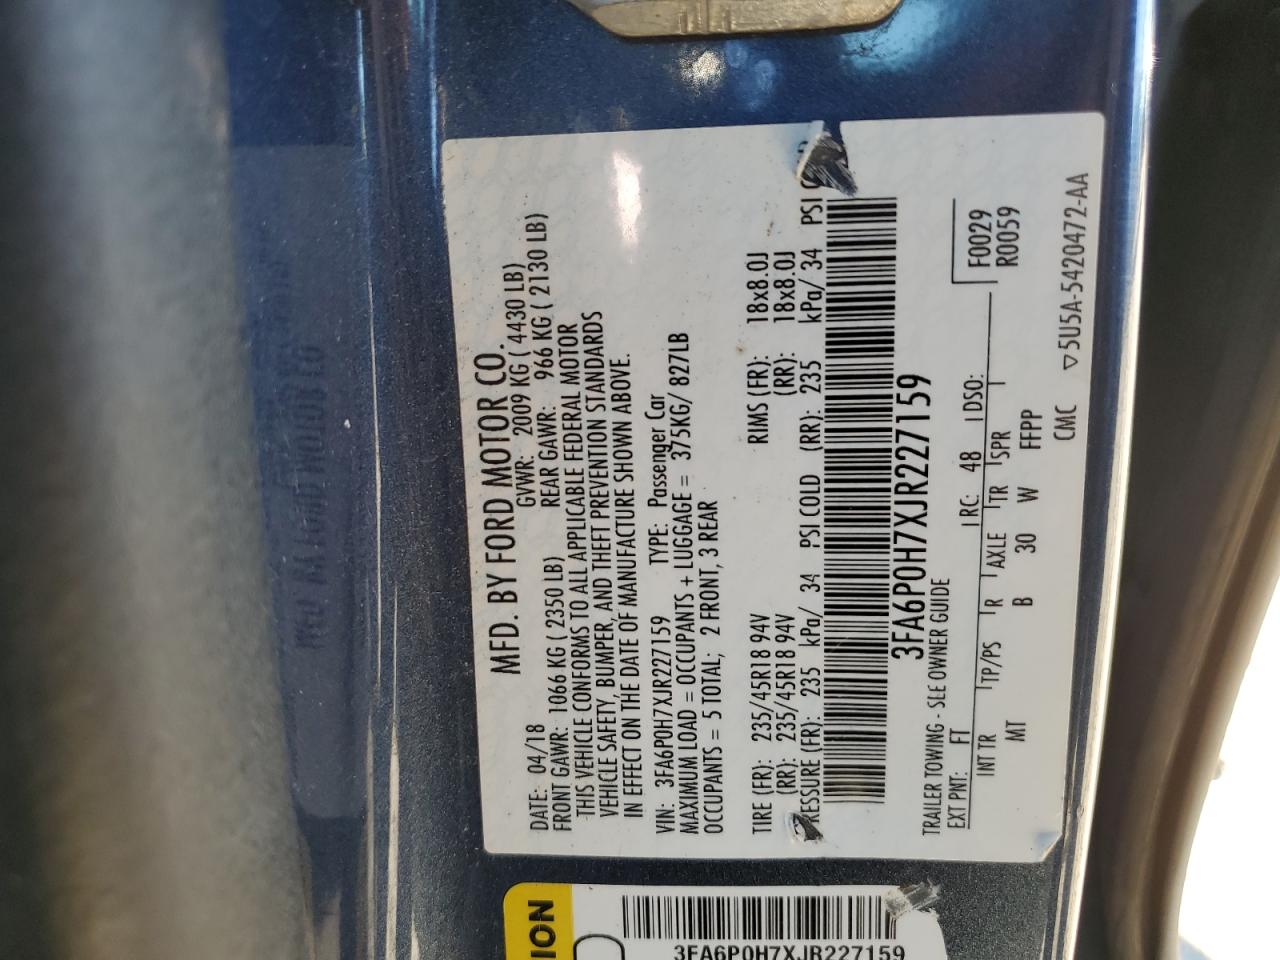 MFD. BY FORD MOTOR CO.
DATE: 04/18 GVWR: 2009 KG ( 4430 LB)
FRONT GAWR: 1066 KG ( 2350 LB) REAR GAWR: 966 KG ( 2130 LB)
THIS VEHICLE CONFORMS TO ALL APPLICABLE FEDERAL MOTOR
VEHICLE SAFETY, BUMPER, AND THEFT PREVENTION STANDARDS
IN EFFECT ON THE DATE OF MANUFACTURE SHOWN ABOVE.
VIN: 3FA6P0H7XJR227159 TYPE: Passenger Car
MAXIMUM LOAD = OCCUPANTS + LUGGAGE = 375KG/ 827LB
OCCUPANTS = 5 TOTAL; 2 FRONT, 3 REAR
TIRE (FR): 235/45R18 94V RIMS (FR): 18x8.0J
(RR): 235/45R18 94V (RR): 18x8.0J
RESSURE (FR): 235 kPa/ 34 PSI COLD (RR): 235 kPa/ 34 PSI
3FA6P0H7XJR227159
TRAILER TOWING - SEE OWNER GUIDE
F0029
R0059
EXT PNT: FT RC: 48 DSO:
INT TR TP/PS R AXLE TR SPR
MT B 30 W FFPP
CMC ▽5U5A-5420472-AA
ION
3FA6P0H7XJR227159